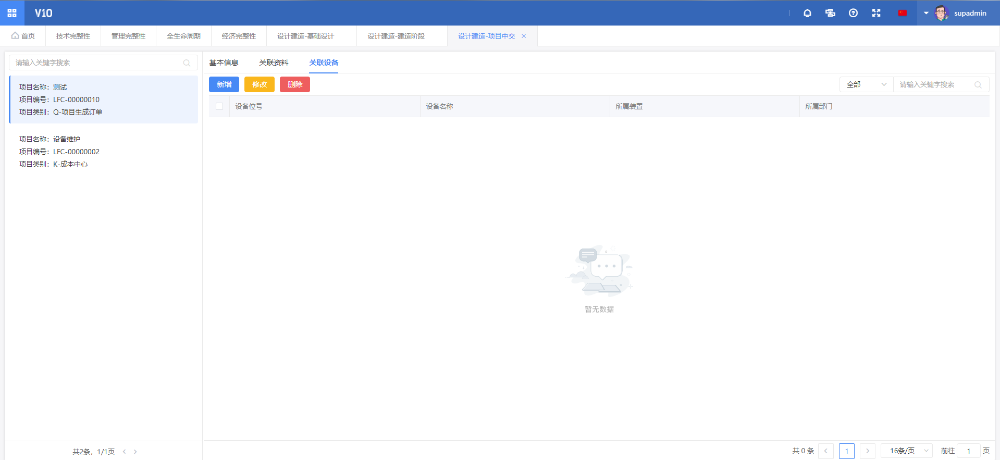 V10
supadmin
首页 技术完整性 管理完整性 全生命周期 经济完整性 设计建造-基础设计 设计建造-建造阶段 设计建造-项目中交
请输入关键字搜索
项目名称：测试
项目编号：LFC-00000010
项目类别：Q-项目生成订单
项目名称：设备维护
项目编号：LFC-00000002
项目类别：K-成本中心
共2条，1/1页
基本信息 关联资料 关联设备
新增 修改 删除 全部 请输入关键字搜索
设备位号 设备名称 所属装置 所属部门
暂无数据
共 0 条 1 16条/页 前往 1 页